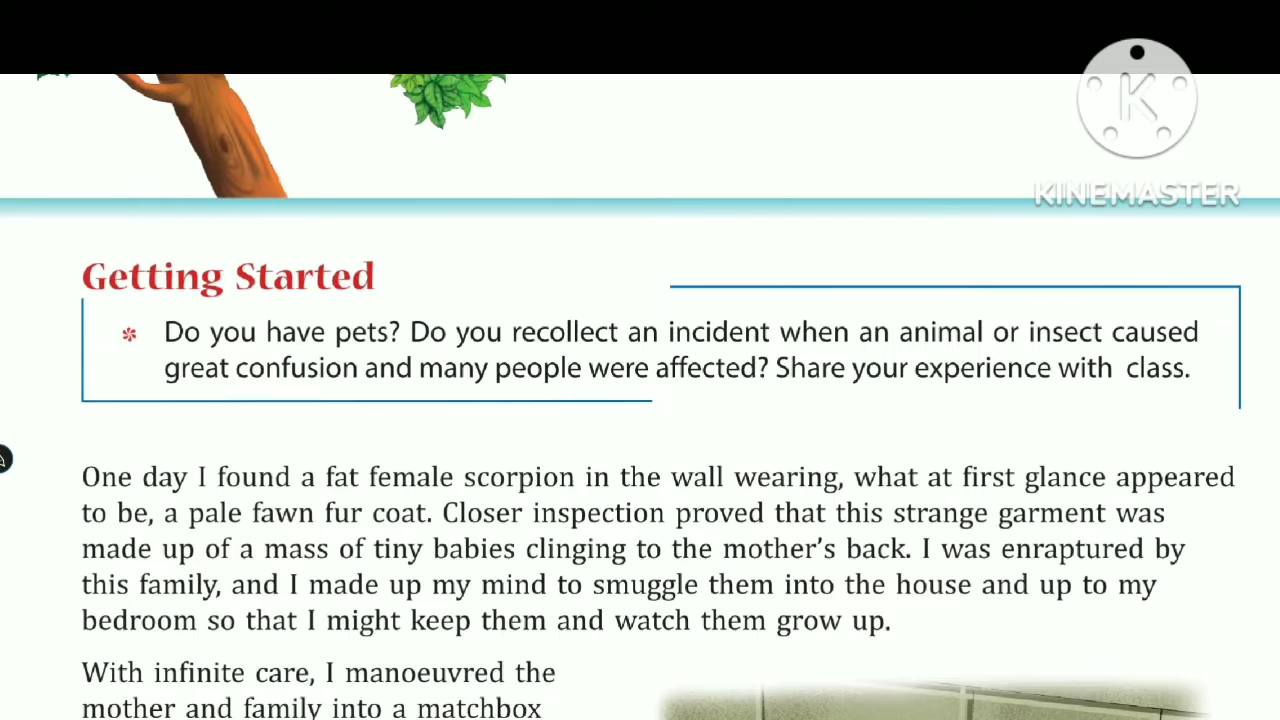 K
KINEMASTER
Getting Started
Do you have pets? Do you recollect an incident when an animal or insect caused
great confusion and many people were affected? Share your experience with class.
One day I found a fat female scorpion in the wall wearing, what at first glance appeared
to be, a pale fawn fur coat. Closer inspection proved that this strange garment was
made up of a mass of tiny babies clinging to the mother's back. I was enraptured by
this family, and I made up my mind to smuggle them into the house and up to my
bedroom so that I might keep them and watch them grow up.
With infinite care, I manoeuvred the
mother and family into a matchbox